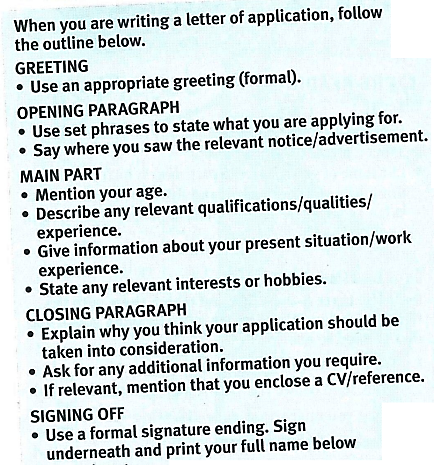 When you are writing a letter of application, follow
the outline below.
GREETING
• Use an appropriate greeting (formal).
OPENING PARAGRAPH
• Use set phrases to state what you are applying for.
• Say where you saw the relevant notice/advertisement.
MAIN PART
• Mention your age.
• Describe any relevant qualifications/qualities/
experience.
• Give information about your present situation/work
experience.
• State any relevant interests or hobbies.
CLOSING PARAGRAPH
• Explain why you think your application should be
taken into consideration.
• Ask for any additional information you require.
• If relevant, mention that you enclose a CV/reference.
SIGNING OFF
• Use a formal signature ending. Sign
underneath and print your full name below